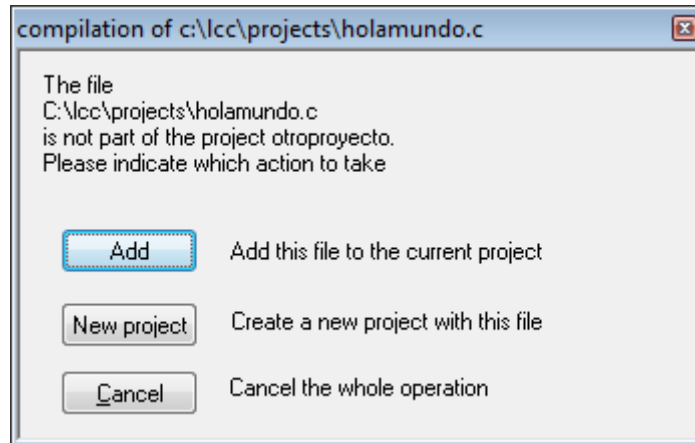 compilation of c:\lcc\projects\holamundo.c
The file
C:\lcc\projects\holamundo.c
is not part of the project otroproyecto.
Please indicate which action to take
Add
Add this file to the current project
New project
Create a new project with this file
Cancel
Cancel the whole operation